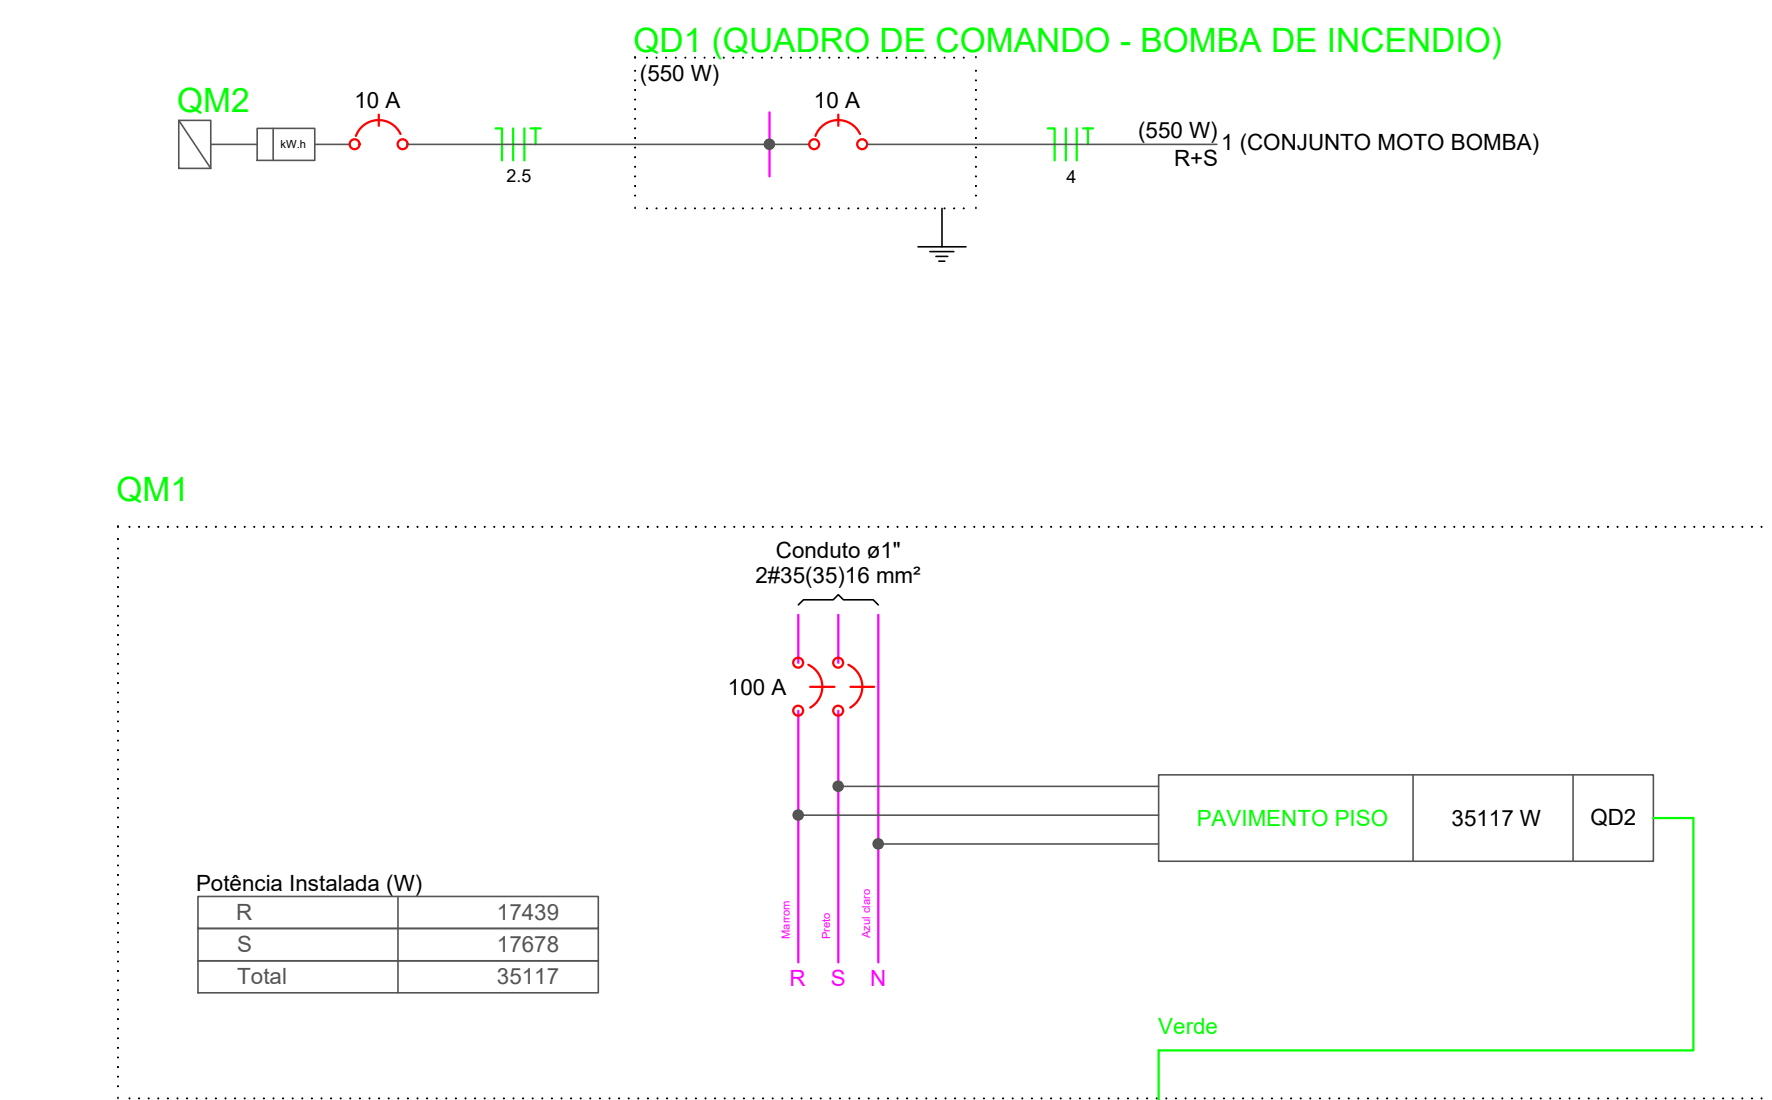 QD1 (QUADRO DE COMANDO - BOMBA DE INCENDIO)
(550 W)
QM2
10 A
10 A
kW.h
(550 W)
R+S
1 (CONJUNTO MOTO BOMBA)
2.5
4
QM1
Conduto ø1"
2#35(35)16 mm²
100 A
PAVIMENTO PISO
35117 W
QD2
Potência Instalada (W)
R 17439
S 17678
Total 35117
Marrom
Preto
Azul claro
R S N
Verde